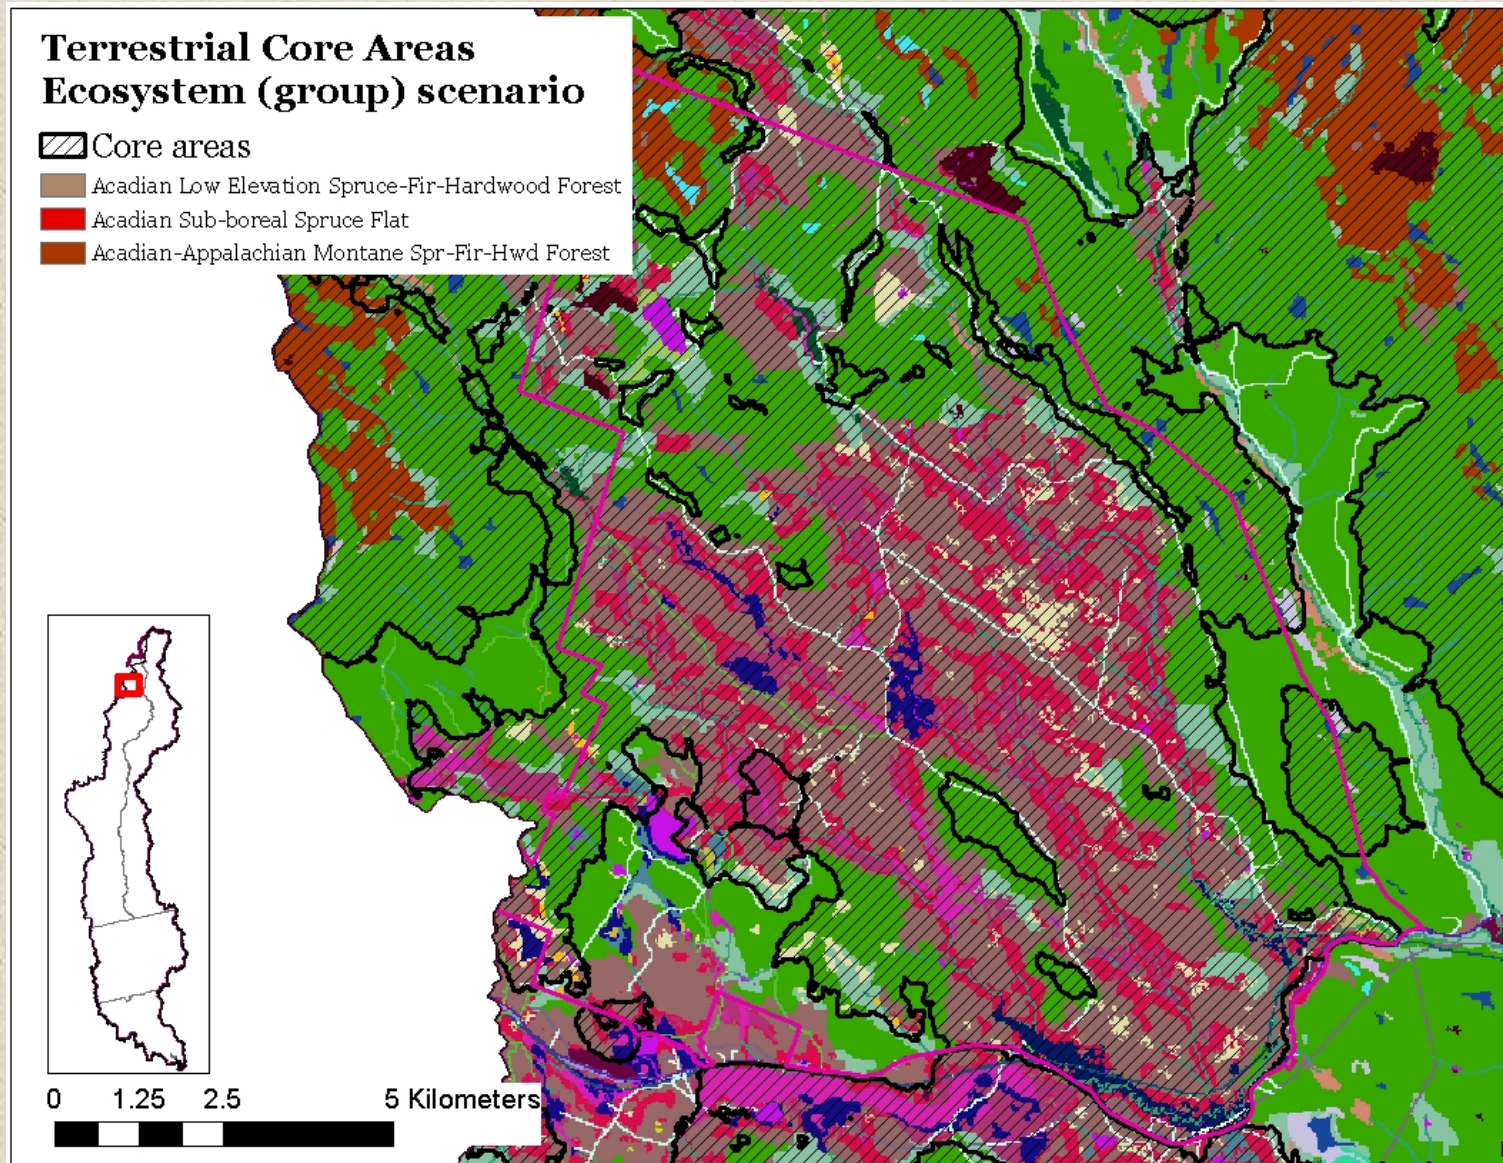 Terrestrial Core Areas
Ecosystem (group) scenario
Core areas
Acadian Low Elevation Spruce-Fir-Hardwood Forest
Acadian Sub-boreal Spruce Flat
Acadian-Appalachian Montane Spr-Fir-Hwd Forest
0 1.25 2.5 5 Kilometers